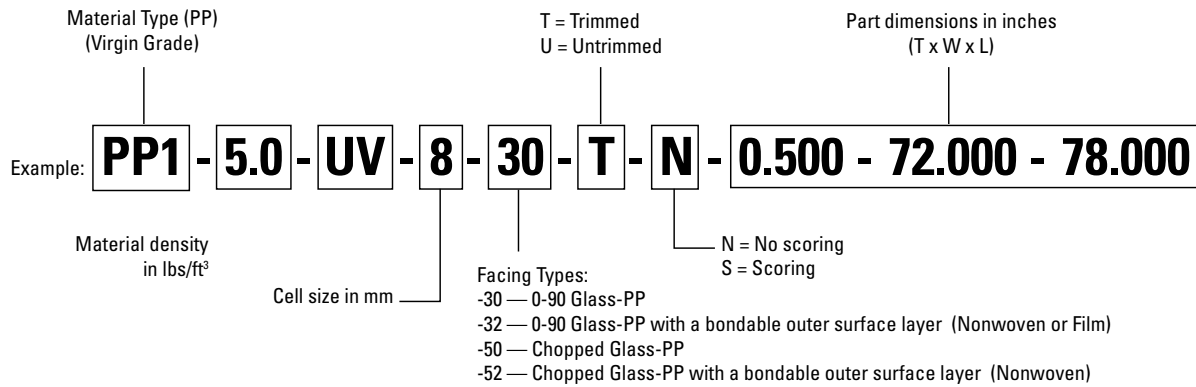 Material Type (PP)
(Virgin Grade)
T = Trimmed
U = Untrimmed
Part dimensions in inches
(T x W x L)
Example: PP1 - 5.0 - UV - 8 - 30 - T - N - 0.500 - 72.000 - 78.000
Material density
in lbs/ft³
Cell size in mm
N = No scoring
S = Scoring
Facing Types:
-30 — 0-90 Glass-PP
-32 — 0-90 Glass-PP with a bondable outer surface layer (Nonwoven or Film)
-50 — Chopped Glass-PP
-52 — Chopped Glass-PP with a bondable outer surface layer (Nonwoven)